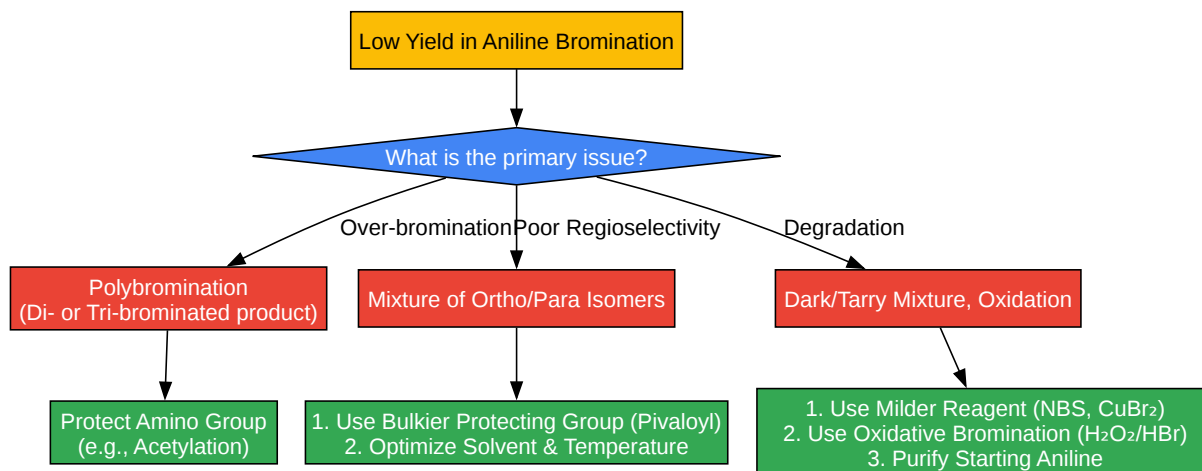 Low Yield in Aniline Bromination
What is the primary issue?
Over-bromination
Poor Regioselectivity
Degradation
Polybromination
(Di- or Tri-brominated product)
Mixture of Ortho/Para Isomers
Dark/Tarry Mixture, Oxidation
Protect Amino Group
(e.g., Acetylation)
1. Use Bulkier Protecting Group (Pivaloyl)
2. Optimize Solvent & Temperature
1. Use Milder Reagent (NBS, CuBr₂)
2. Use Oxidative Bromination (H₂O₂/HBr)
3. Purify Starting Aniline